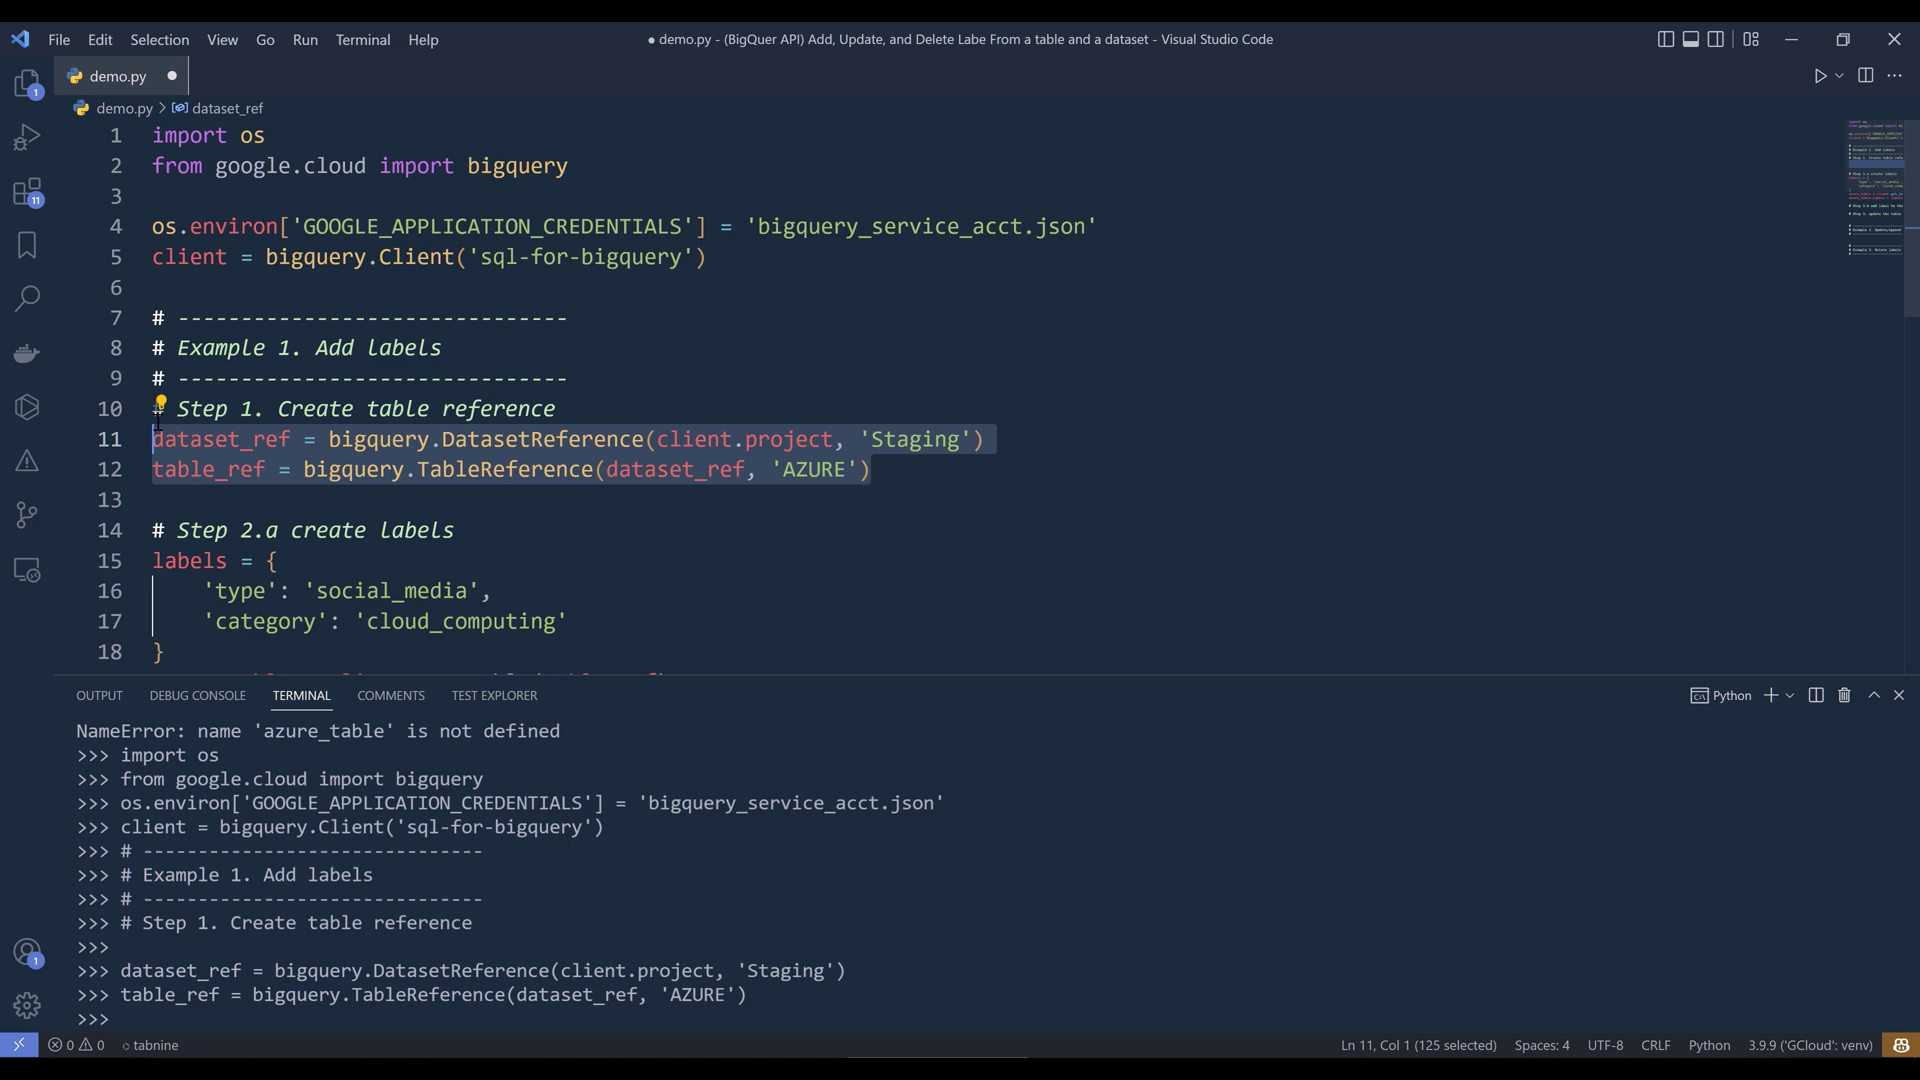 File Edit Selection View Go Run Terminal Help
● demo.py - (BigQuer API) Add, Update, and Delete Labe From a table and a dataset - Visual Studio Code
demo.py
demo.py > dataset_ref
1 import os
2 from google.cloud import bigquery
3
4 os.environ['GOOGLE_APPLICATION_CREDENTIALS'] = 'bigquery_service_acct.json'
5 client = bigquery.Client('sql-for-bigquery')
6
7 # -------------------------------
8 # Example 1. Add labels
9 # -------------------------------
10 # Step 1. Create table reference
11 dataset_ref = bigquery.DatasetReference(client.project, 'Staging')
12 table_ref = bigquery.TableReference(dataset_ref, 'AZURE')
13
14 # Step 2.a create labels
15 labels = {
16 'type': 'social_media',
17 'category': 'cloud_computing'
18 }
1
11
1
OUTPUT DEBUG CONSOLE TERMINAL COMMENTS TEST EXPLORER
Python
NameError: name 'azure_table' is not defined
>>> import os
>>> from google.cloud import bigquery
>>> os.environ['GOOGLE_APPLICATION_CREDENTIALS'] = 'bigquery_service_acct.json'
>>> client = bigquery.Client('sql-for-bigquery')
>>> # -------------------------------
>>> # Example 1. Add labels
>>> # -------------------------------
>>> # Step 1. Create table reference
>>>
>>> dataset_ref = bigquery.DatasetReference(client.project, 'Staging')
>>> table_ref = bigquery.TableReference(dataset_ref, 'AZURE')
>>>
0 0 tabnine
Ln 11, Col 1 (125 selected) Spaces: 4 UTF-8 CRLF Python 3.9.9 ('GCloud': venv)